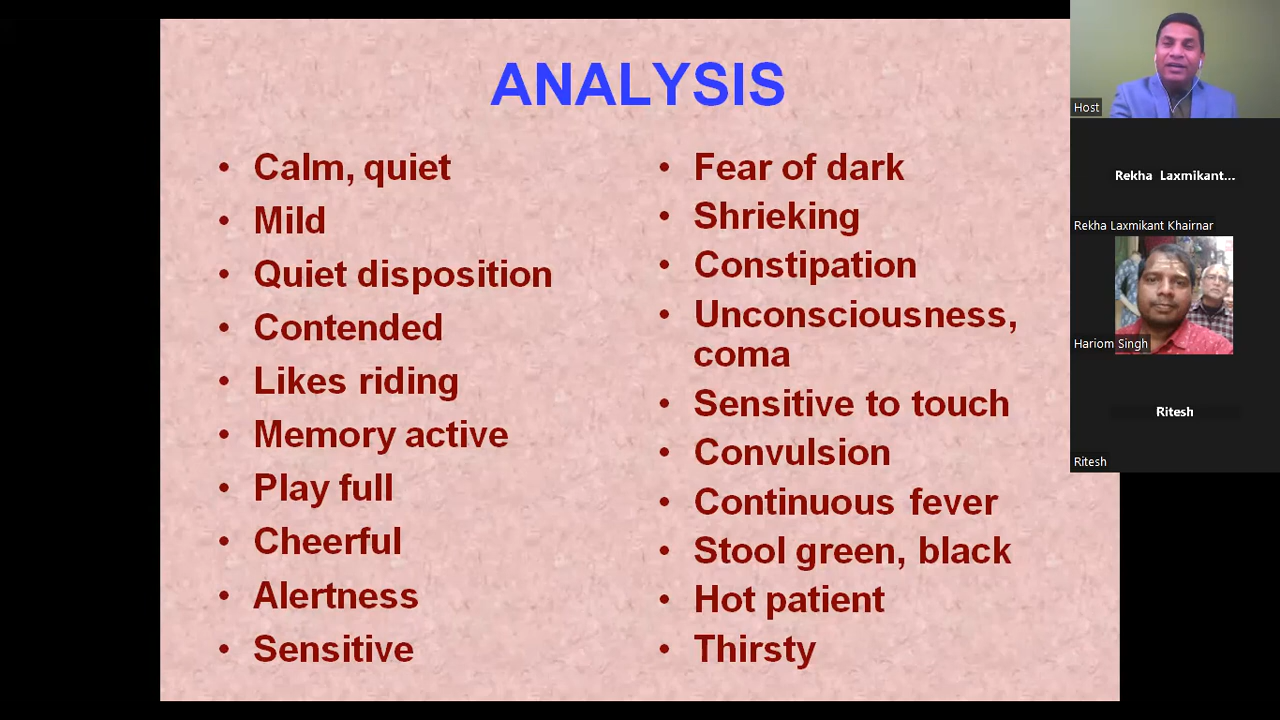 ANALYSIS
• Calm, quiet
• Mild
• Quiet disposition
• Contended
• Likes riding
• Memory active
• Play full
• Cheerful
• Alertness
• Sensitive
• Fear of dark
• Shrieking
• Constipation
• Unconsciousness,
coma
• Sensitive to touch
• Convulsion
• Continuous fever
• Stool green, black
• Hot patient
• Thirsty
Host
Rekha Laxmikant...
Rekha Laxmikant Khairnar
Hariom Singh
Ritesh
Ritesh